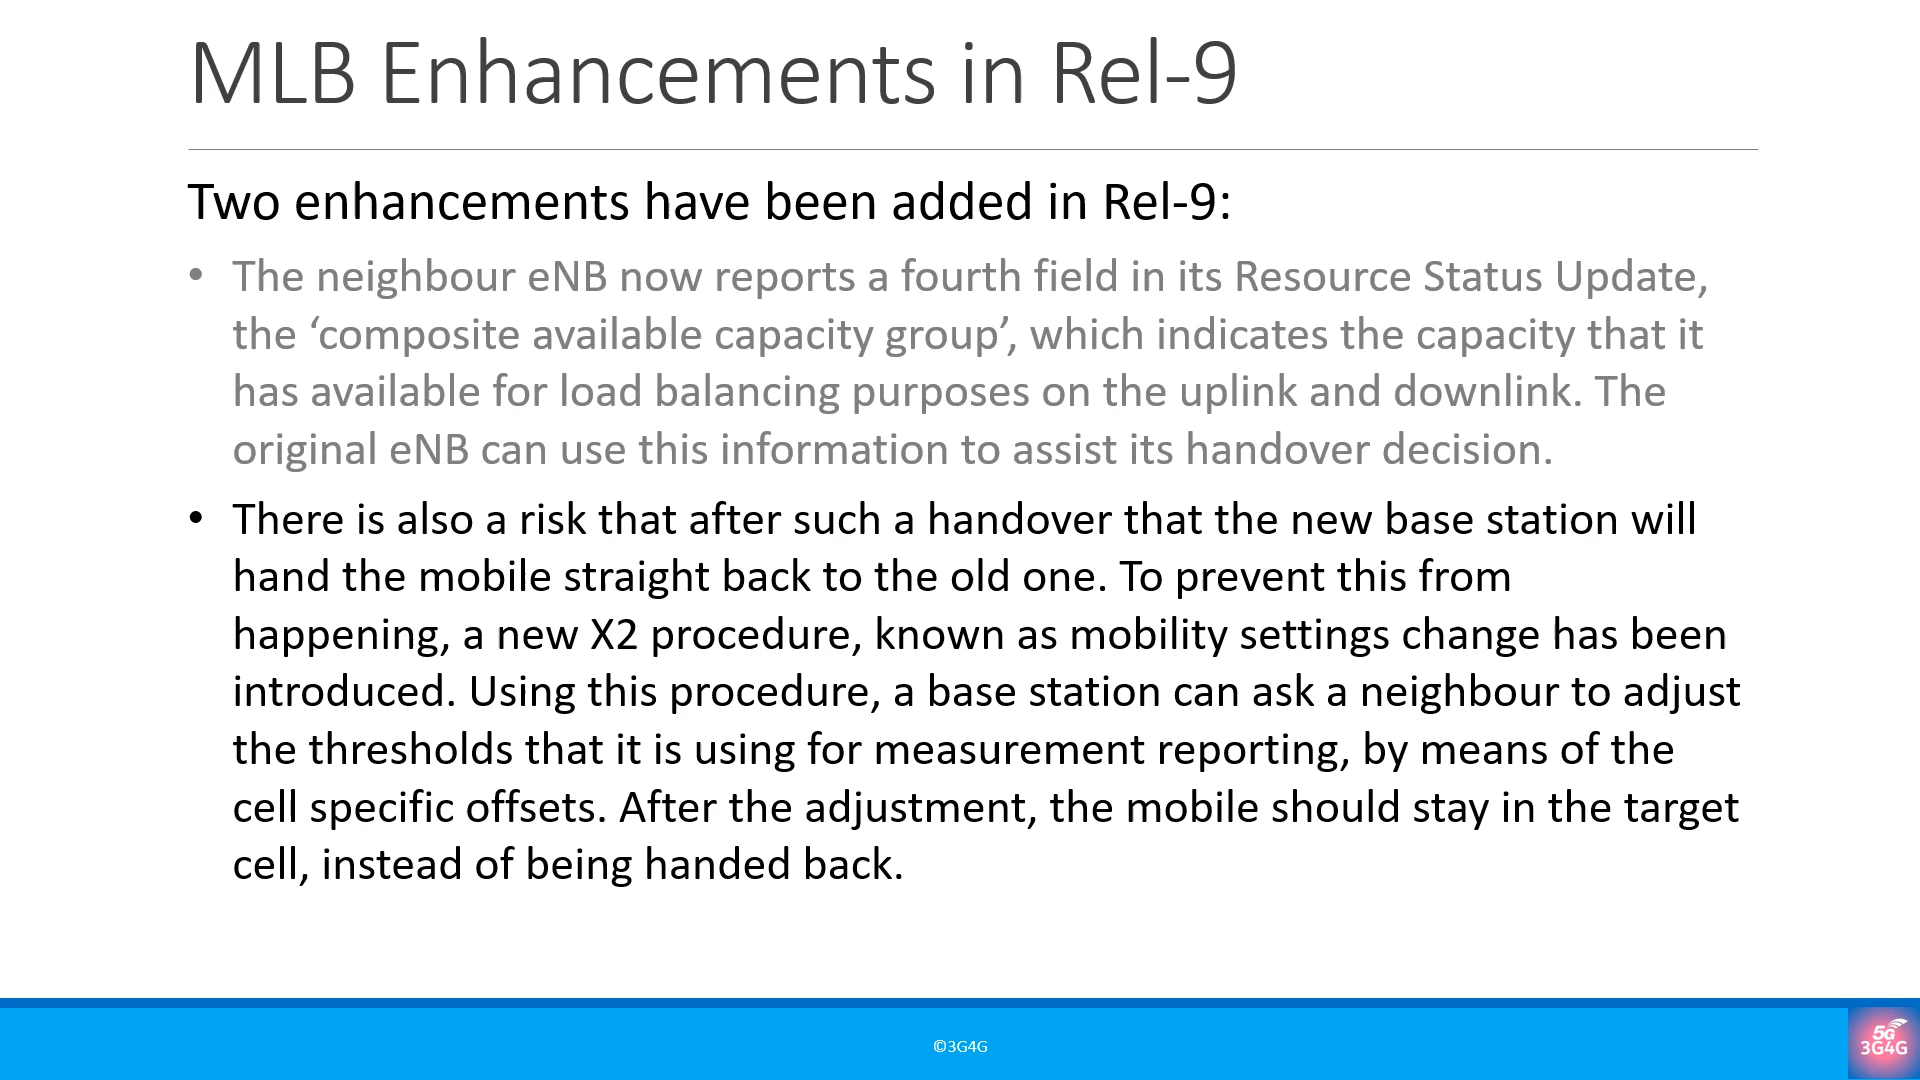 MLB Enhancements in Rel-9
Two enhancements have been added in Rel-9:
• The neighbour eNB now reports a fourth field in its Resource Status Update,
the ‘composite available capacity group’, which indicates the capacity that it
has available for load balancing purposes on the uplink and downlink. The
original eNB can use this information to assist its handover decision.
• There is also a risk that after such a handover that the new base station will
hand the mobile straight back to the old one. To prevent this from
happening, a new X2 procedure, known as mobility settings change has been
introduced. Using this procedure, a base station can ask a neighbour to adjust
the thresholds that it is using for measurement reporting, by means of the
cell specific offsets. After the adjustment, the mobile should stay in the target
cell, instead of being handed back.
©3G4G
5G
3G4G